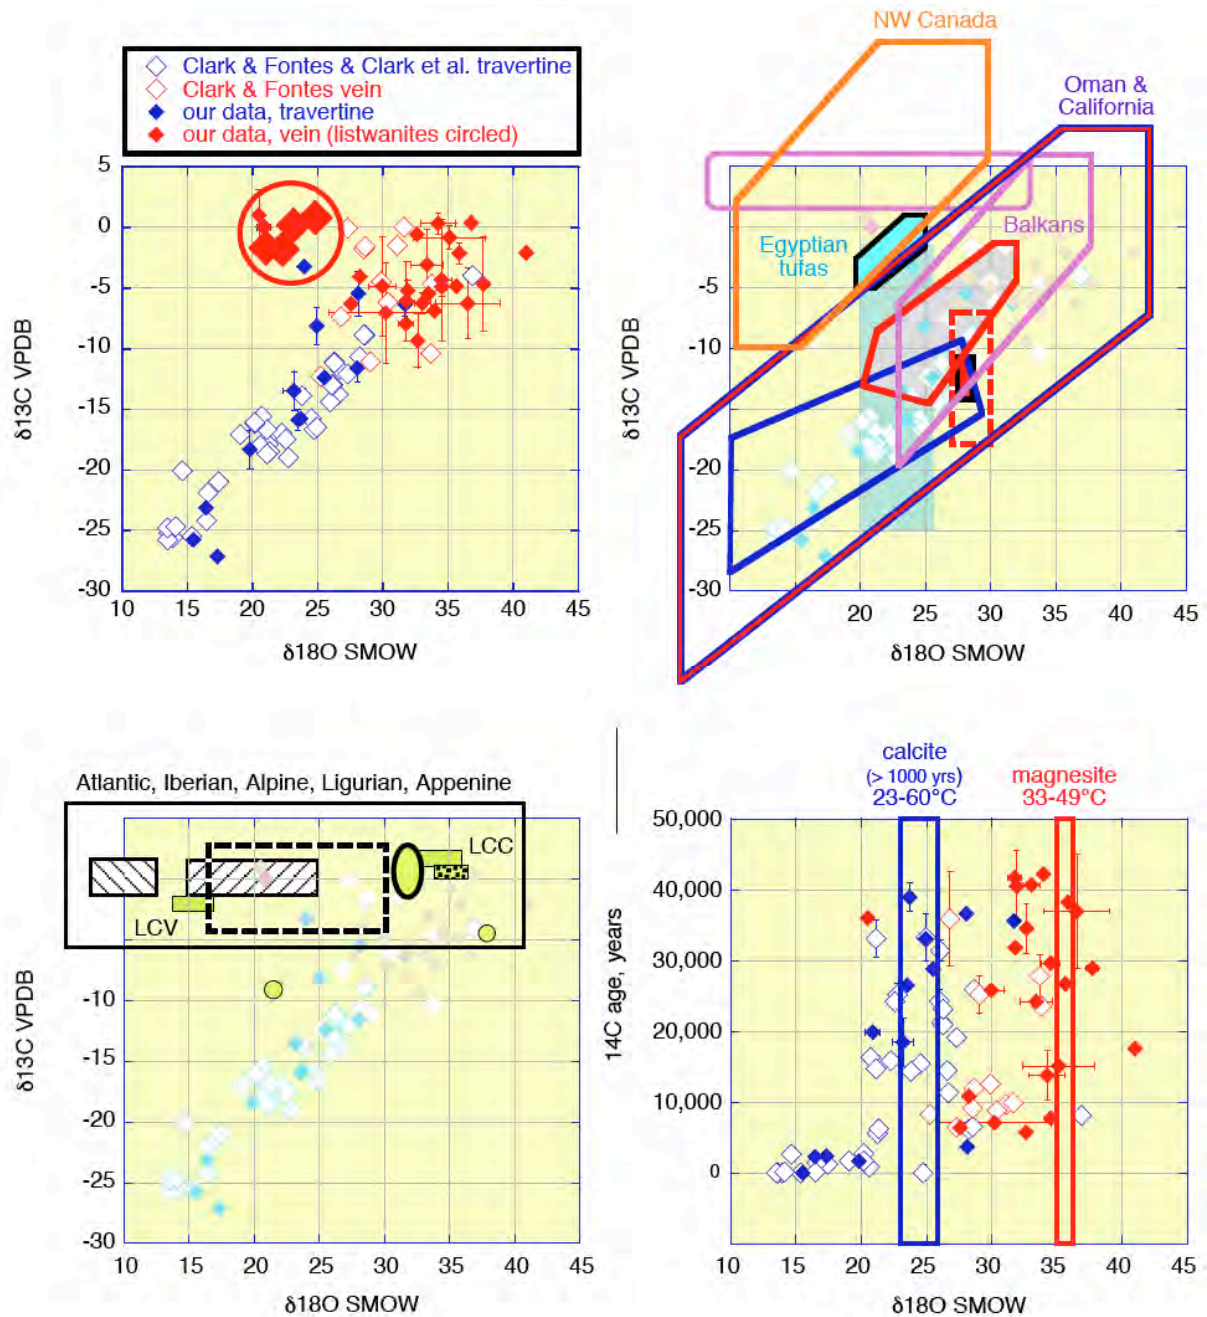 Clark & Fontes & Clark et al. travertine
Clark & Fontes vein
our data, travertine
our data, vein (listwanites circled)
5
0
-5
-10
-15
-20
-25
-30
10
15
20
25
30
35
40
45
δ13C VPDB
δ18O SMOW
NW Canada
Oman &
California
Egyptian
tufas
Balkans
5
0
-5
-10
-15
-20
-25
-30
20
25
30
35
40
45
δ13C VPDB
δ18O SMOW
Atlantic, Iberian, Alpine, Ligurian, Appenine
LCC
LCV
-10
-15
-20
-25
-30
10
15
20
25
30
35
40
45
δ13C VPDB
δ18O SMOW
calcite
(> 1000 yrs)
23-60°C
magnesite
33-49°C
50,000
40,000
30,000
20,000
10,000
0
10
15
20
25
30
35
40
45
14C age, years
δ18O SMOW